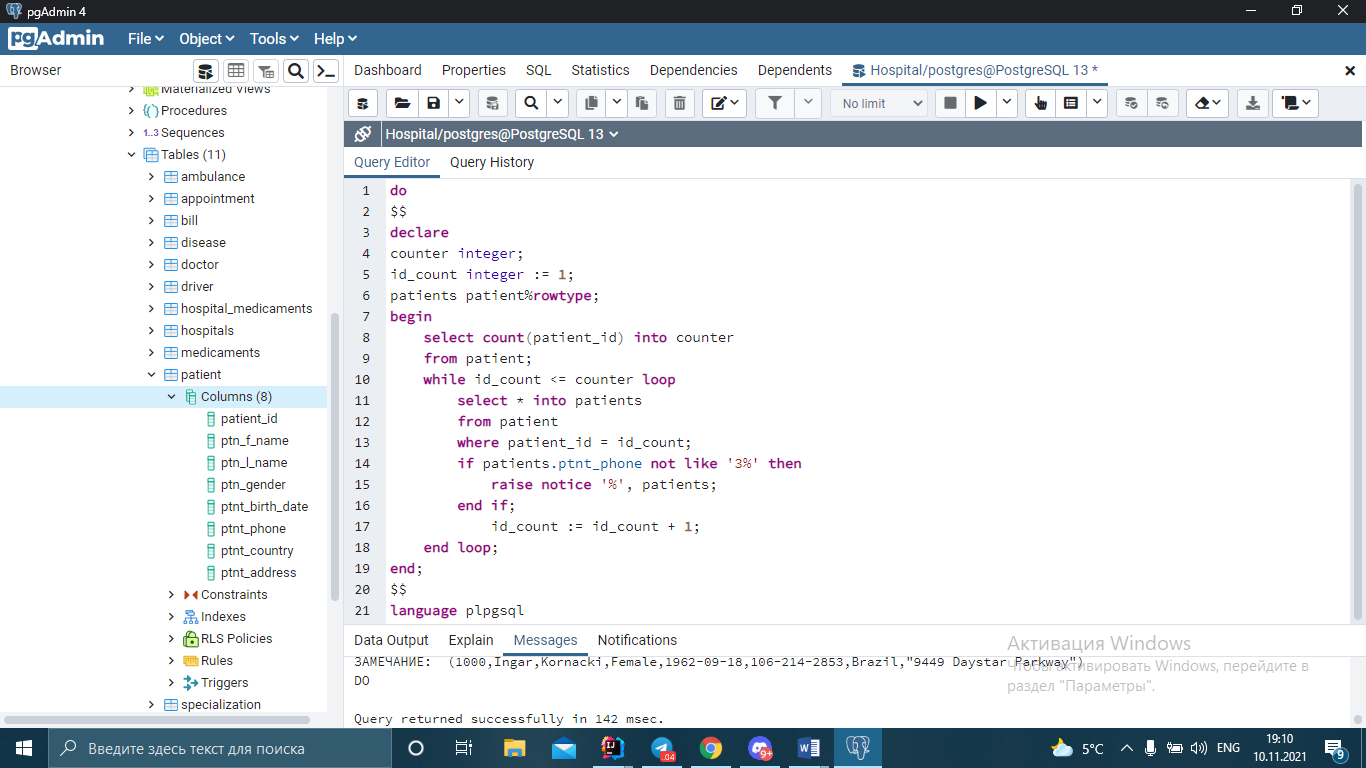 pgAdmin 4
pgAdmin
File
Object
Tools
Help
Browser
Dashboard
Properties
SQL
Statistics
Dependencies
Dependents
Hospital/postgres@PostgreSQL 13 *
No limit
Hospital/postgres@PostgreSQL 13
Query Editor
Query History
Materialized Views
Procedures
1..3 Sequences
Tables (11)
ambulance
appointment
bill
disease
doctor
driver
hospital_medicaments
hospitals
medicaments
patient
Columns (8)
patient_id
ptn_f_name
ptn_l_name
ptn_gender
ptnt_birth_date
ptnt_phone
ptnt_country
ptnt_address
Constraints
Indexes
RLS Policies
Rules
Triggers
specialization
1 do
2 $$
3 declare
4 counter integer;
5 id_count integer := 1;
6 patients patient%rowtype;
7 begin
8 select count(patient_id) into counter
9 from patient;
10 while id_count <= counter loop
11 select * into patients
12 from patient
13 where patient_id = id_count;
14 if patients.ptnt_phone not like '3%' then
15 raise notice '%', patients;
16 end if;
17 id_count := id_count + 1;
18 end loop;
19 end;
20 $$
21 language plpgsql
Data Output
Explain
Messages
Notifications
ЗАМЕЧАНИЕ: (1000,Ingar,Kornacki,Female,1962-09-18,106-214-2853,Brazil,"9449 Daystar Parkway")
DO
Query returned successfully in 142 msec.
Активация Windows
Чтобы активировать Windows, перейдите в
раздел "Параметры".
Введите здесь текст для поиска
.04
9+
5°C
ENG
19:10
10.11.2021
9